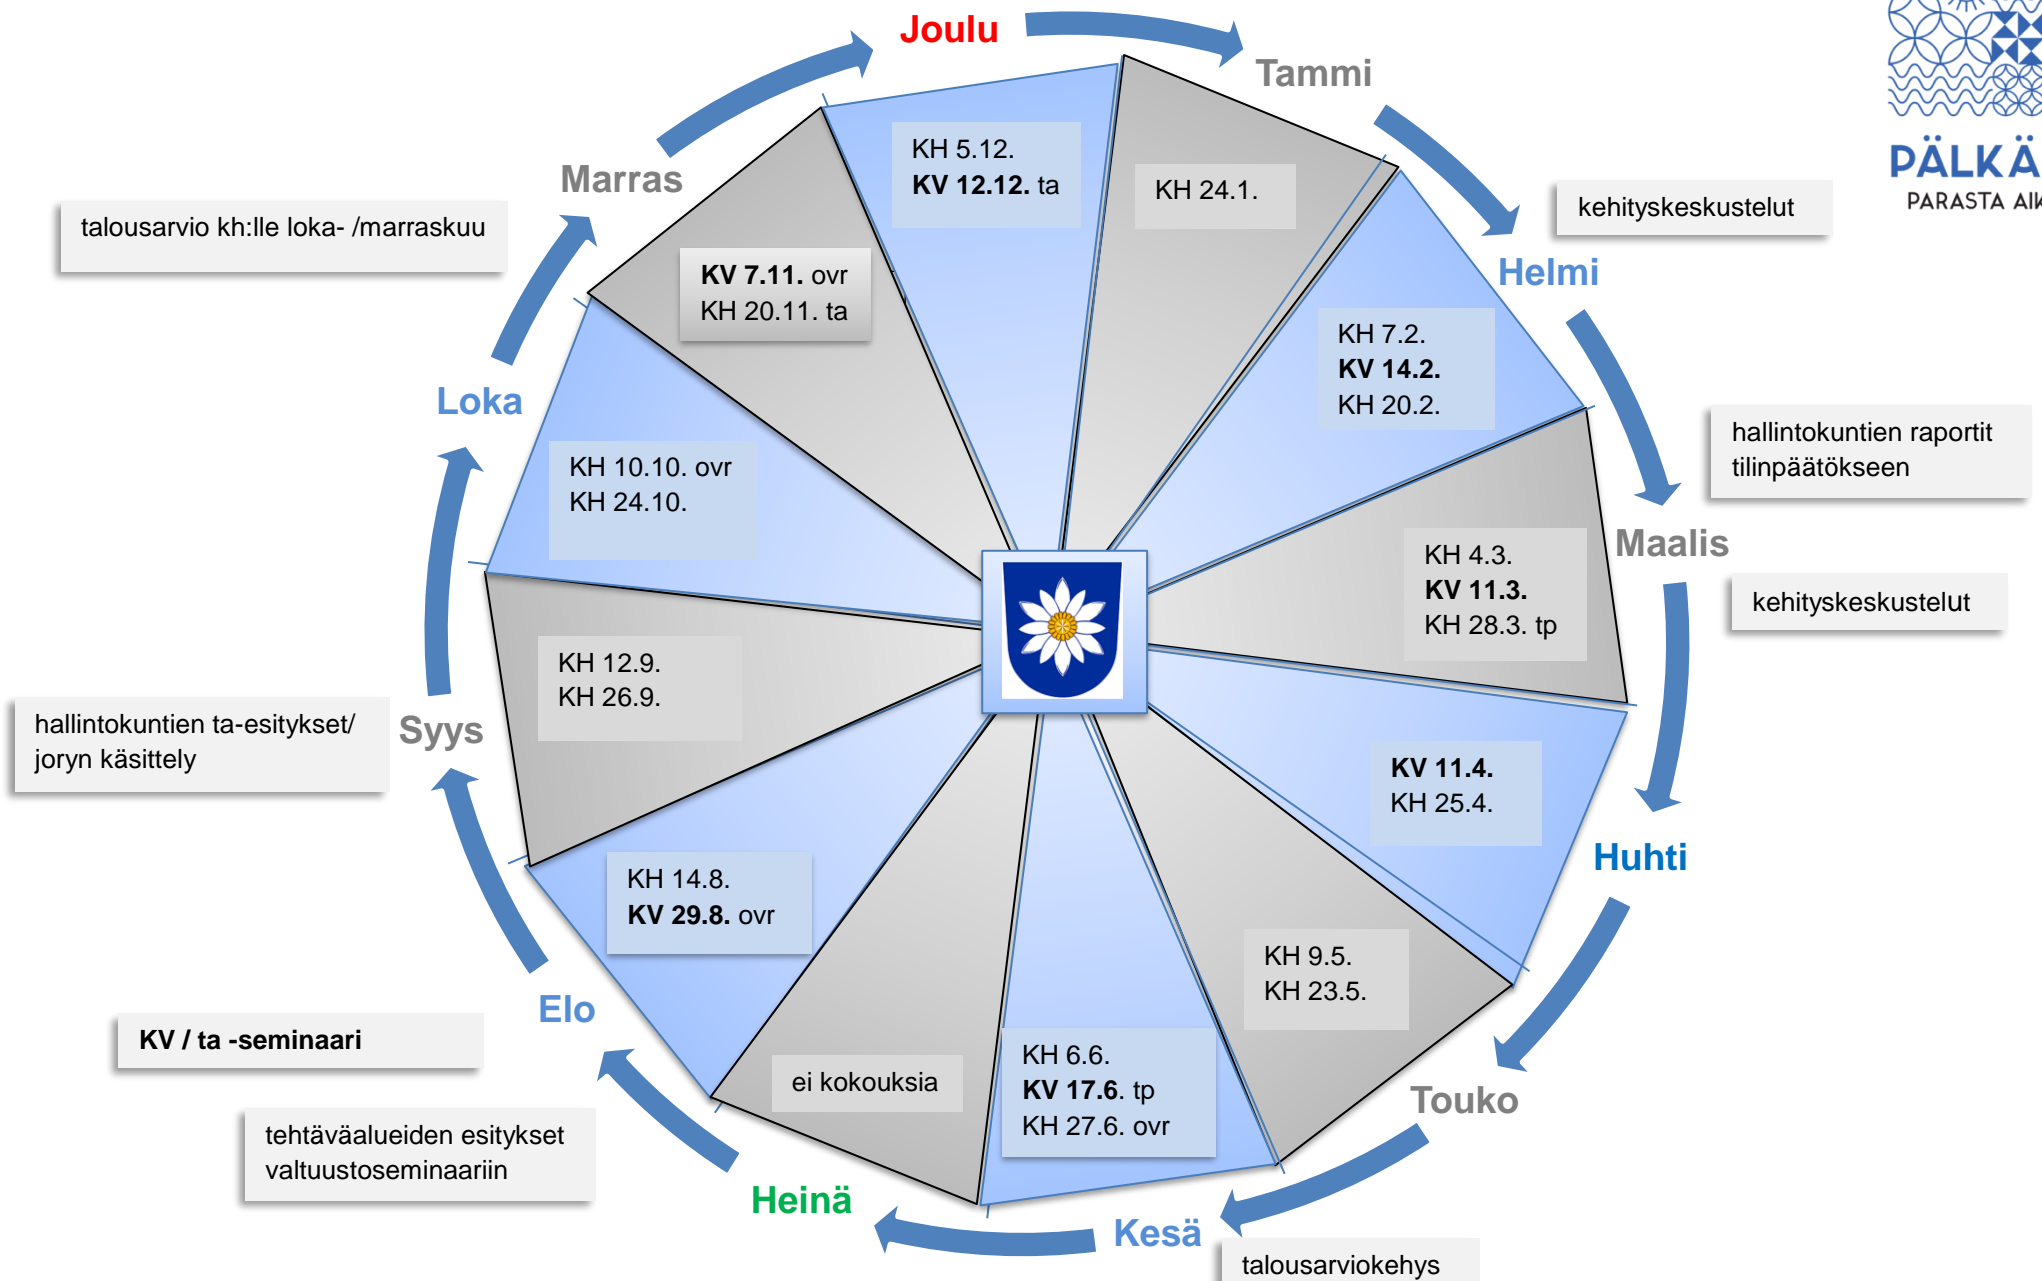 Joulu
Tammi
Helmi
Maalis
Huhti
Touko
Kesä
Heinä
Elo
Syys
Loka
Marras
KH 5.12.
KV 12.12. ta
KH 24.1.
KH 7.2.
KV 14.2.
KH 20.2.
KH 4.3.
KV 11.3.
KH 28.3. tp
KV 11.4.
KH 25.4.
KH 9.5.
KH 23.5.
KH 6.6.
KV 17.6. tp
KH 27.6. ovr
ei kokouksia
KH 14.8.
KV 29.8. ovr
KH 12.9.
KH 26.9.
KH 10.10. ovr
KH 24.10.
KV 7.11. ovr
KH 20.11. ta
kehityskeskustelut
hallintokuntien raportit
tilinpäätökseen
kehityskeskustelut
talousarviokehys
tehtäväalueiden esitykset
valtuustoseminaariin
KV / ta -seminaari
hallintokuntien ta-esitykset/
joryn käsittely
talousarvio kh:lle loka- /marraskuu
PÄLKÄ
PARASTA AIK